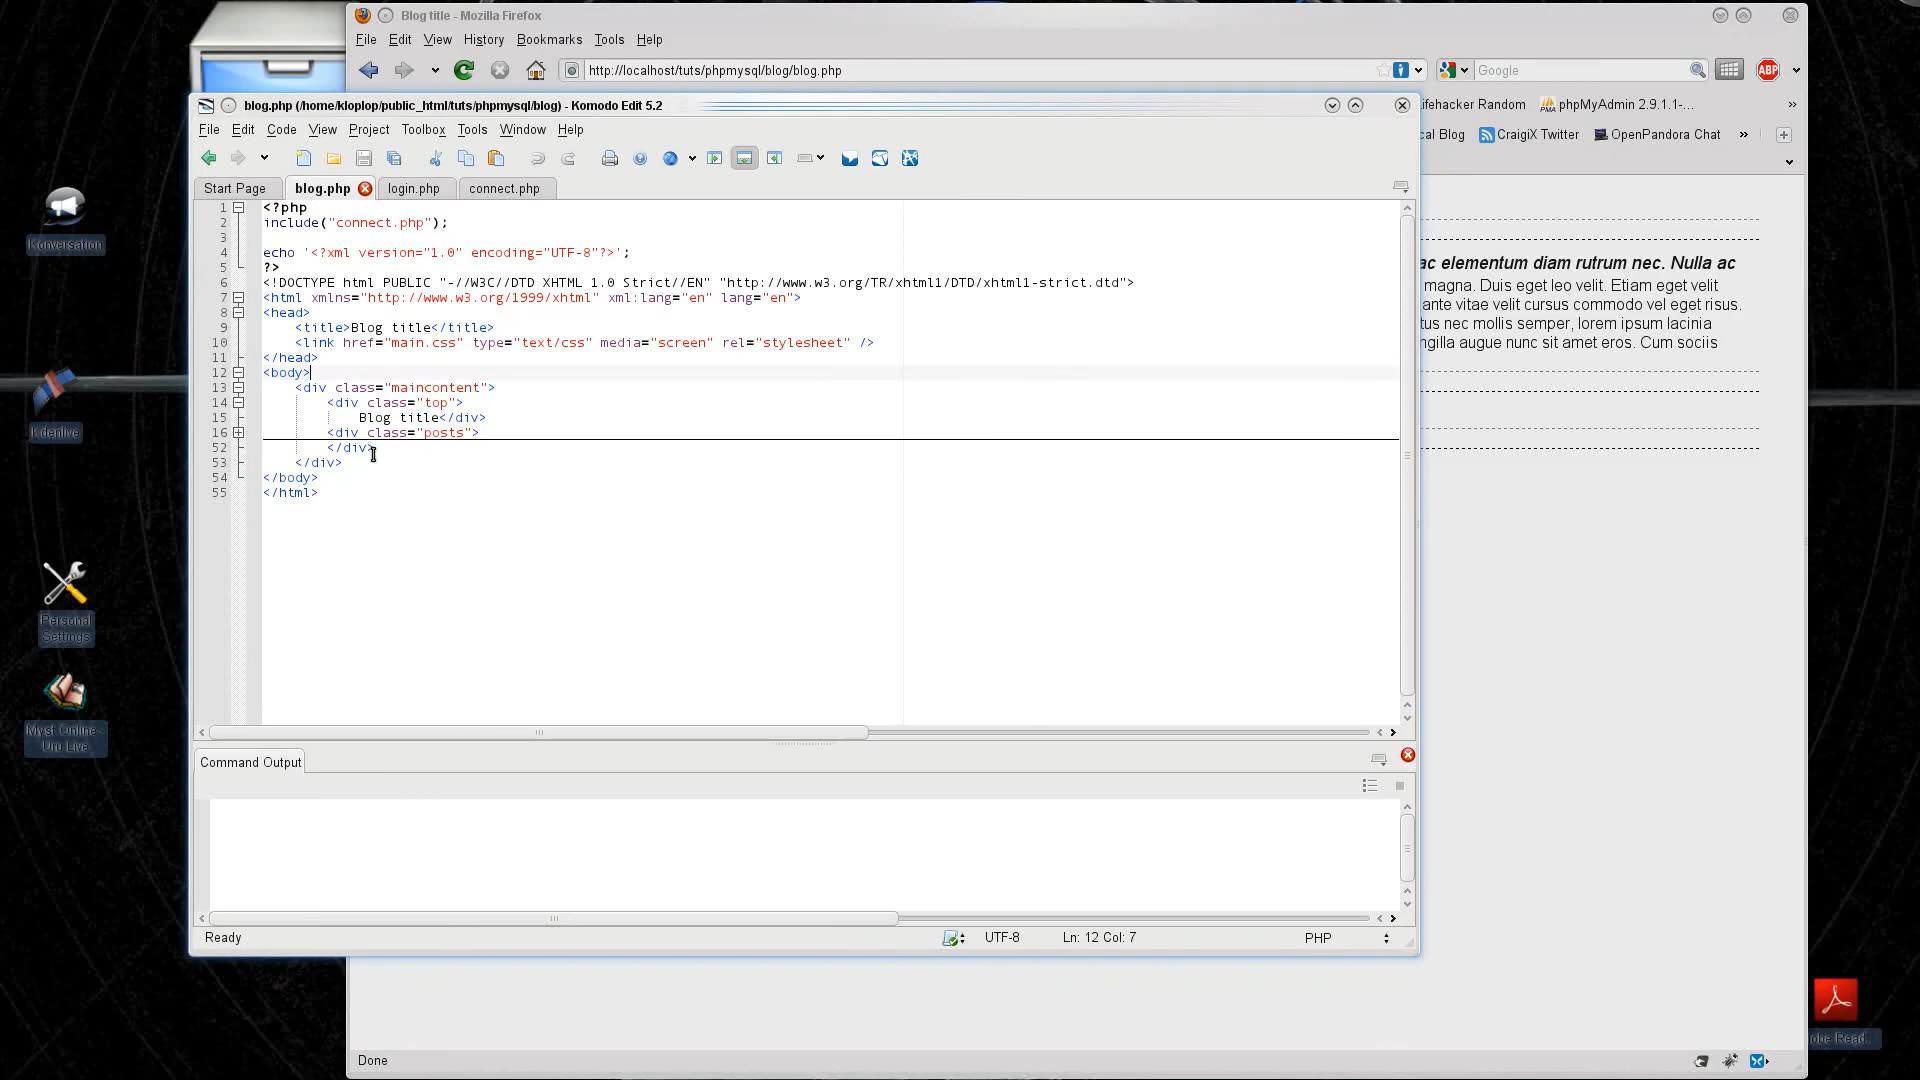 Blog title - Mozilla Firefox
File Edit View History Bookmarks Tools Help
http://localhost/tuts/phpmysql/blog/blog.php
Google
ABP
blog.php (/home/kloplop/public_html/tuts/phpmysql/blog) - Komodo Edit 5.2
ifehacker Random phpMyAdmin 2.9.1.1-...
File Edit Code View Project Toolbox Tools Window Help
cal Blog CraigiX Twitter OpenPandora Chat
Start Page blog.php login.php connect.php
1 <?php
2 include("connect.php");
3
4 echo '<?xml version="1.0" encoding="UTF-8"?>';
5 ?>
6 <!DOCTYPE html PUBLIC "-//W3C//DTD XHTML 1.0 Strict//EN" "http://www.w3.org/TR/xhtml1/DTD/xhtml1-strict.dtd">
7 <html xmlns="http://www.w3.org/1999/xhtml" xml:lang="en" lang="en">
8 <head>
9 <title>Blog title</title>
10 <link href="main.css" type="text/css" media="screen" rel="stylesheet" />
11 </head>
12 <body>
13 <div class="maincontent">
14 <div class="top">
15 Blog title</div>
16 <div class="posts">
52 </div>
53 </div>
54 </body>
55 </html>
ac elementum diam rutrum nec. Nulla ac
magna. Duis eget leo velit. Etiam eget velit
ante vitae velit cursus commodo vel eget risus.
tus nec mollis semper, lorem ipsum lacinia
ngilla augue nunc sit amet eros. Cum sociis
Konversation
Kdenlive
Personal
Settings
Myst Online -
Uru Live
Command Output
Ready UTF-8 Ln: 12 Col: 7 PHP
Done